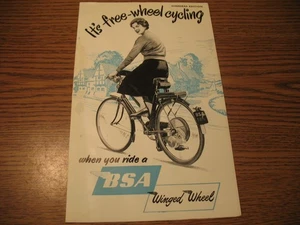 It's free-wheel cycling
when you ride a
BSA
Winged Wheel